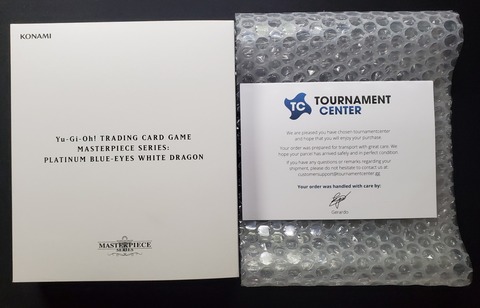 KONAMI
Yu-Gi-Oh! TRADING CARD GAME
MASTERPIECE SERIES:
PLATINUM BLUE-EYES WHITE DRAGON
MASTERPIECE
SERIES
TC TOURNAMENT
CENTER
We are pleased you have chosen tournamentcenter
and hope that you will enjoy your purchase.
Your order was prepared for transport with great care. We
hope your parcel has arrived safely and in perfect condition.
If you have any questions or remarks regarding your
shipment, please do not hesitate to contact us at:
customersupport@tournamentcenter.gg
Your order was handled with care by:
Gerardo